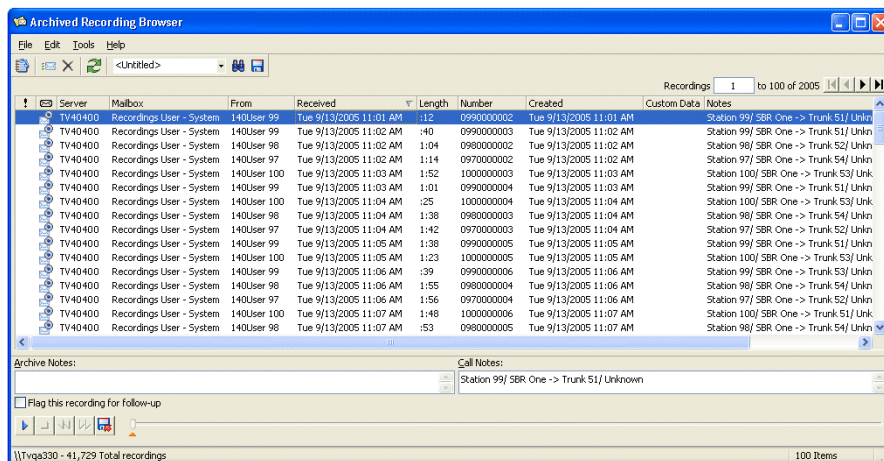 Archived Recording Browser
File Edit Tools Help
<Untitled>
Recordings 1 to 100 of 2005
! Server Mailbox From Received Length Number Created Custom Data Notes
TV40400 Recordings User - System 140User 99 Tue 9/13/2005 11:01 AM :12 0990000002 Tue 9/13/2005 11:01 AM Station 99/ SBR One -> Trunk 51/ Unkn
TV40400 Recordings User - System 140User 99 Tue 9/13/2005 11:02 AM :40 0990000003 Tue 9/13/2005 11:02 AM Station 99/ SBR One -> Trunk 51/ Unkn
TV40400 Recordings User - System 140User 98 Tue 9/13/2005 11:02 AM 1:04 0980000002 Tue 9/13/2005 11:02 AM Station 98/ SBR One -> Trunk 52/ Unkn
TV40400 Recordings User - System 140User 97 Tue 9/13/2005 11:02 AM 1:14 0970000002 Tue 9/13/2005 11:02 AM Station 97/ SBR One -> Trunk 54/ Unkn
TV40400 Recordings User - System 140User 100 Tue 9/13/2005 11:03 AM 1:52 1000000003 Tue 9/13/2005 11:03 AM Station 100/ SBR One -> Trunk 53/ Unk
TV40400 Recordings User - System 140User 99 Tue 9/13/2005 11:03 AM 1:01 0990000004 Tue 9/13/2005 11:03 AM Station 99/ SBR One -> Trunk 51/ Unkn
TV40400 Recordings User - System 140User 100 Tue 9/13/2005 11:04 AM :25 1000000004 Tue 9/13/2005 11:04 AM Station 100/ SBR One -> Trunk 53/ Unk
TV40400 Recordings User - System 140User 98 Tue 9/13/2005 11:04 AM 1:38 0980000003 Tue 9/13/2005 11:04 AM Station 98/ SBR One -> Trunk 54/ Unkn
TV40400 Recordings User - System 140User 97 Tue 9/13/2005 11:04 AM 1:42 0970000003 Tue 9/13/2005 11:04 AM Station 97/ SBR One -> Trunk 52/ Unkn
TV40400 Recordings User - System 140User 99 Tue 9/13/2005 11:05 AM 1:38 0990000005 Tue 9/13/2005 11:05 AM Station 99/ SBR One -> Trunk 51/ Unkn
TV40400 Recordings User - System 140User 100 Tue 9/13/2005 11:05 AM 1:23 1000000005 Tue 9/13/2005 11:05 AM Station 100/ SBR One -> Trunk 53/ Unk
TV40400 Recordings User - System 140User 99 Tue 9/13/2005 11:06 AM :39 0990000006 Tue 9/13/2005 11:06 AM Station 99/ SBR One -> Trunk 53/ Unkn
TV40400 Recordings User - System 140User 98 Tue 9/13/2005 11:06 AM 1:55 0980000004 Tue 9/13/2005 11:06 AM Station 98/ SBR One -> Trunk 54/ Unkn
TV40400 Recordings User - System 140User 97 Tue 9/13/2005 11:06 AM 1:56 0970000004 Tue 9/13/2005 11:06 AM Station 97/ SBR One -> Trunk 52/ Unkn
TV40400 Recordings User - System 140User 100 Tue 9/13/2005 11:07 AM 1:48 1000000006 Tue 9/13/2005 11:07 AM Station 100/ SBR One -> Trunk 51/ Unk
TV40400 Recordings User - System 140User 98 Tue 9/13/2005 11:07 AM :53 0980000005 Tue 9/13/2005 11:07 AM Station 98/ SBR One -> Trunk 54/ Unkn
Archive Notes: Call Notes:
Station 99/ SBR One -> Trunk 51/ Unknown
Flag this recording for follow-up
\\Tvqa330 - 41,729 Total recordings 100 Items